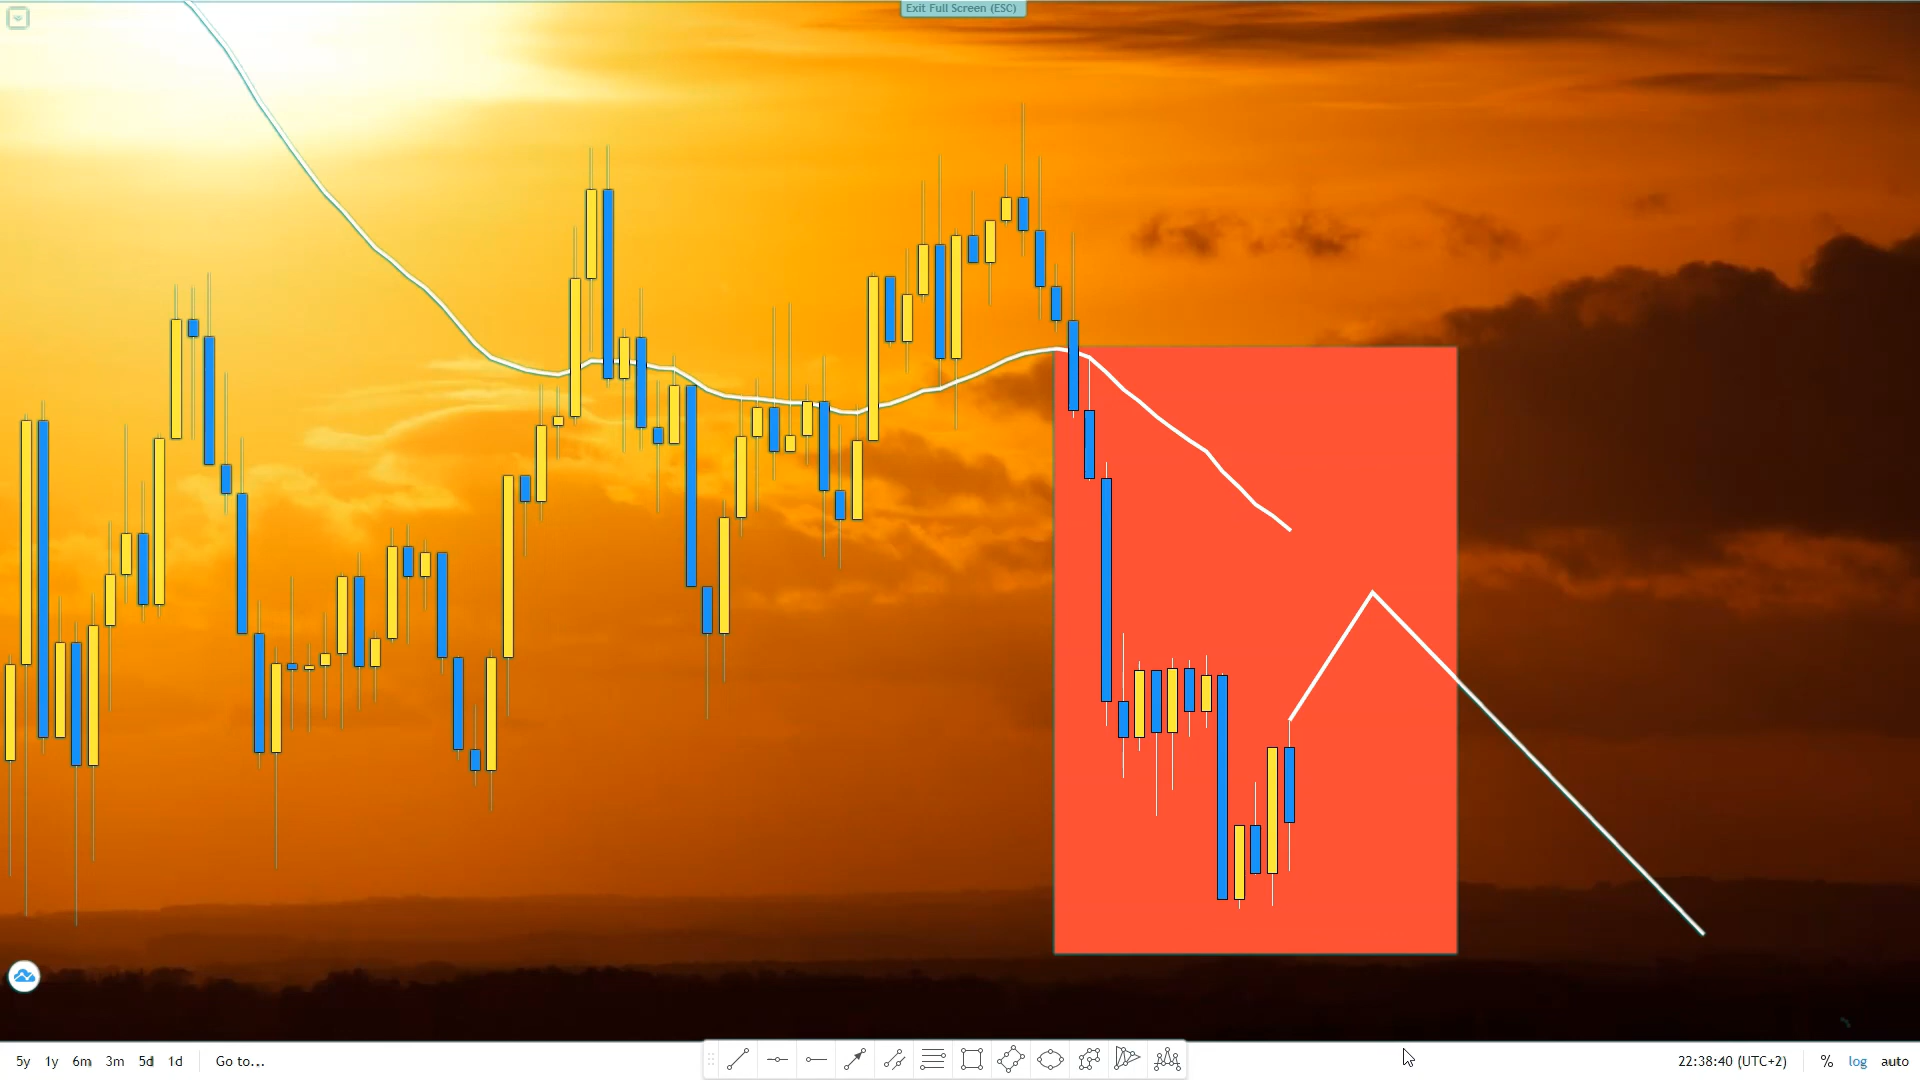 Exit Full Screen (ESC)
5y 1y 6m 3m 5d 1d Go to... 22:38:40 (UTC+2) % log auto